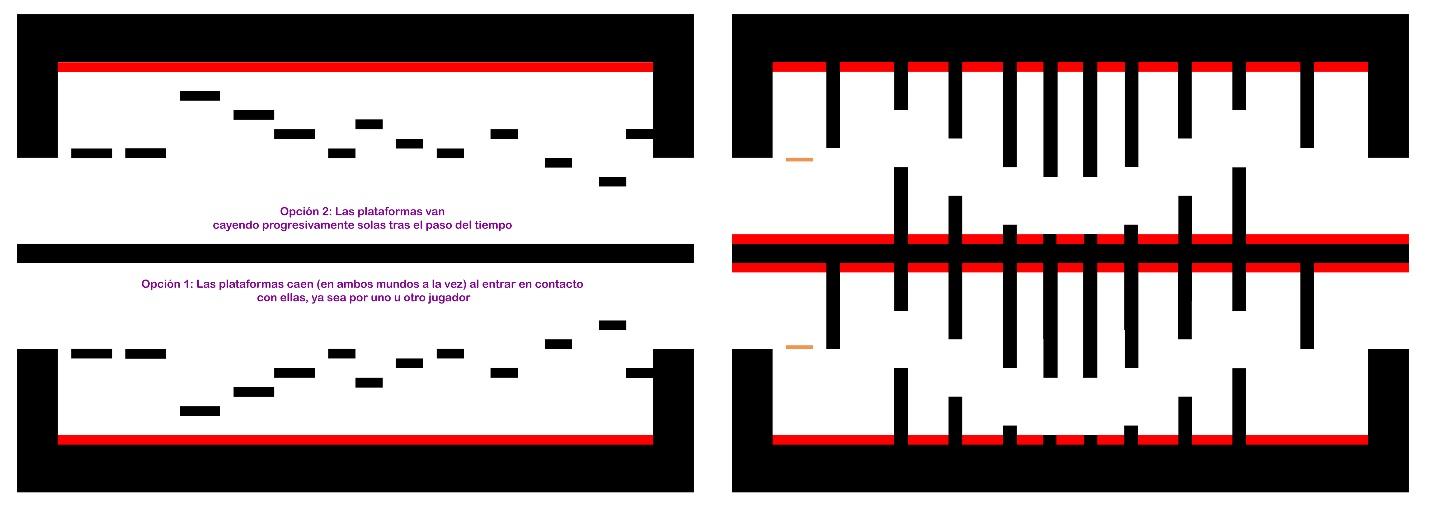 Opción 2: Las plataformas van
cayendo progresivamente solas tras el paso del tiempo
Opción 1: Las plataformas caen (en ambos mundos a la vez) al entrar en contacto
con ellas, ya sea por uno u otro jugador